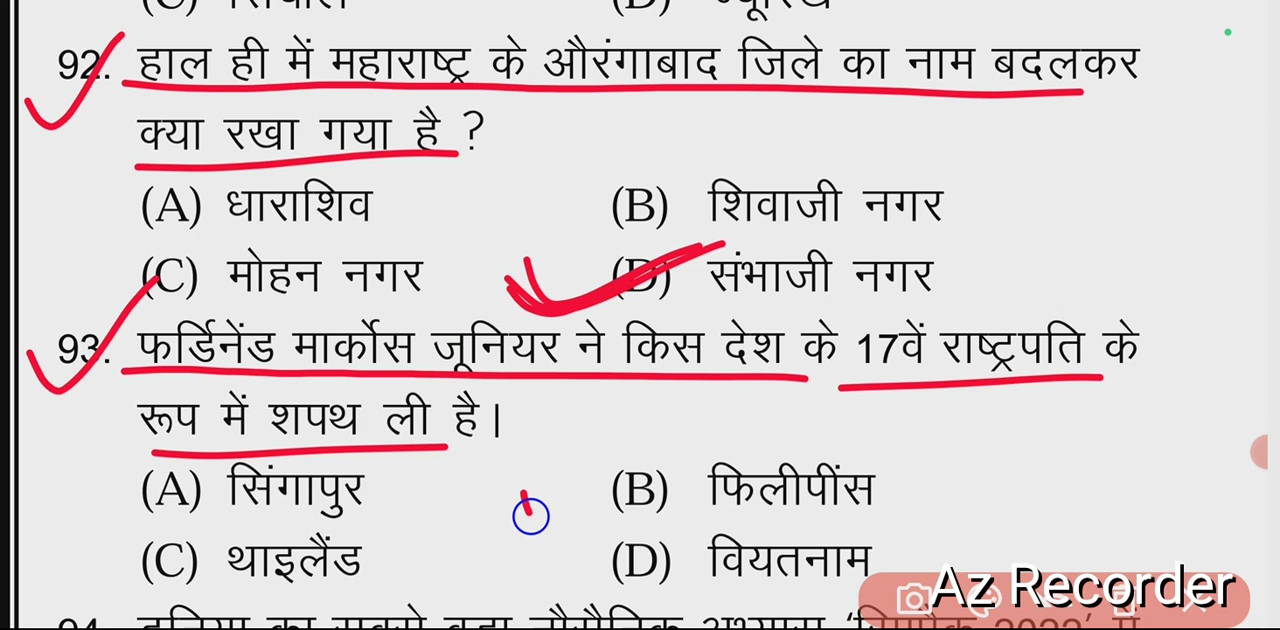 92. हाल ही में महाराष्ट्र के औरंगाबाद जिले का नाम बदलकर
क्या रखा गया है ?
(A) धाराशिव (B) शिवाजी नगर
(C) मोहन नगर (D) संभाजी नगर
93. फर्डिनेंड मार्कोस जूनियर ने किस देश के 17वें राष्ट्रपति के
रूप में शपथ ली है।
(A) सिंगापुर (B) फिलीपींस
(C) थाइलैंड (D) वियतनाम
Az Recorder